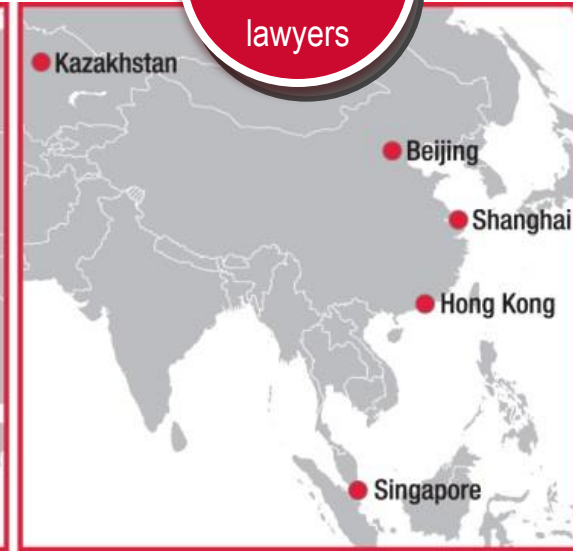 lawyers
Kazakhstan
Beijing
Shanghai
Hong Kong
Singapore